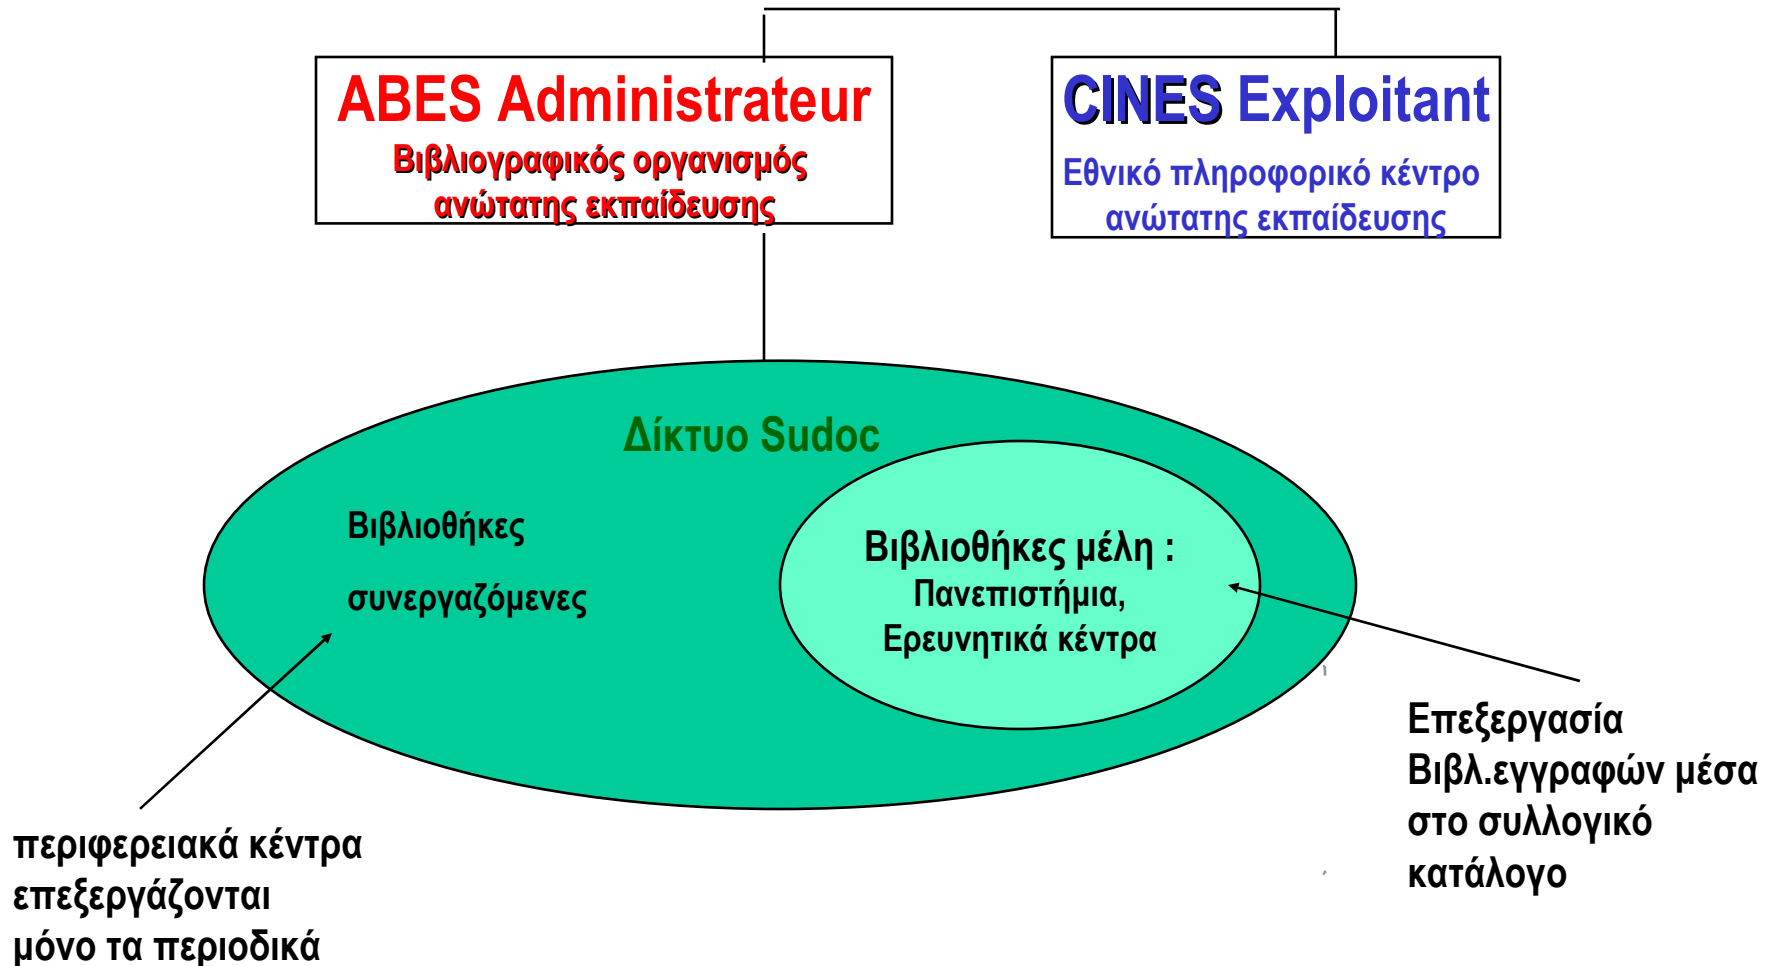 ABES Administrateur
Βιβλιογραφικός οργανισμός
ανώτατης εκπαίδευσης
CINES Exploitant
Εθνικό πληροφορικό κέντρο
ανώτατης εκπαίδευσης
Δίκτυο Sudoc
Βιβλιοθήκες
συνεργαζόμενες
Βιβλιοθήκες μέλη :
Πανεπιστήμια,
Ερευνητικά κέντρα
Επεξεργασία
Βιβλ.εγγραφών μέσα
στο συλλογικό
κατάλογο
περιφερειακά κέντρα
επεξεργάζονται
μόνο τα περιοδικά